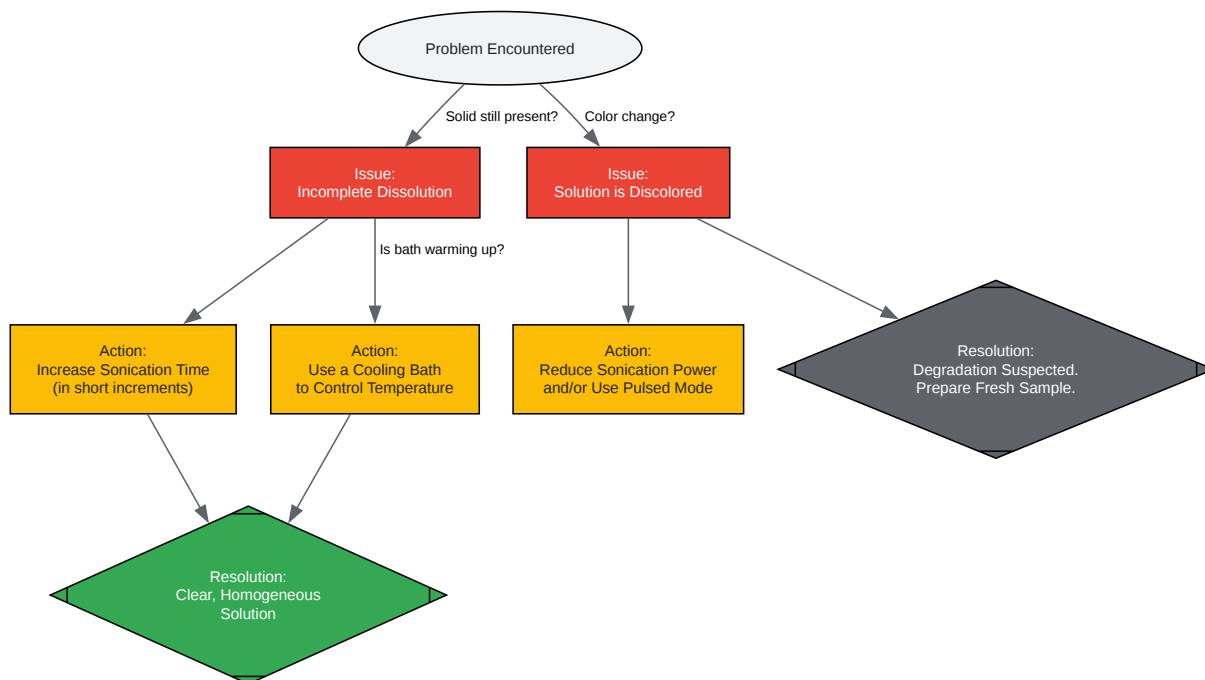 Problem Encountered
Solid still present?
Color change?
Issue:
Incomplete Dissolution
Issue:
Solution is Discolored
Is bath warming up?
Action:
Increase Sonication Time
(in short increments)
Action:
Use a Cooling Bath
to Control Temperature
Action:
Reduce Sonication Power
and/or Use Pulsed Mode
Resolution:
Degradation Suspected.
Prepare Fresh Sample.
Resolution:
Clear, Homogeneous
Solution